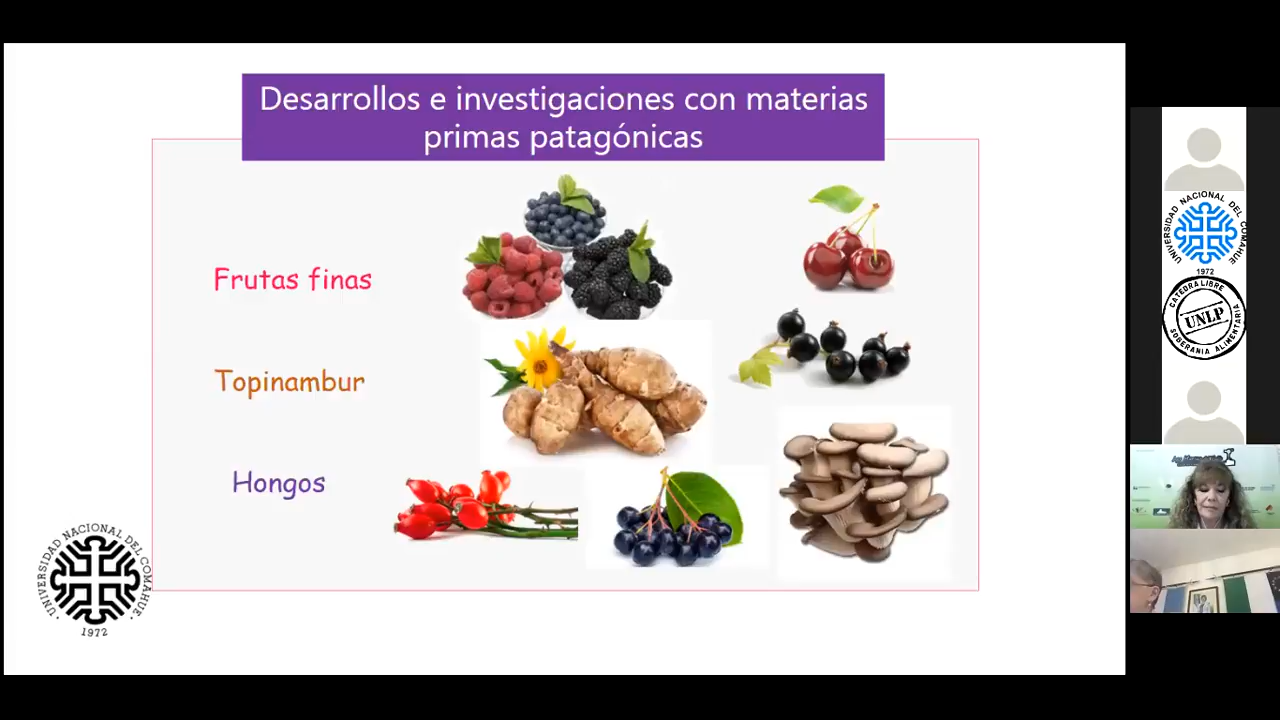 Desarrollos e investigaciones con materias
primas patagónicas
Frutas finas
Topinambur
Hongos
UNIVERSIDAD NACIONAL DEL COMAHUE
1972
UNIVERSIDAD NACIONAL DEL COMAHUE
1972
CATEDRA LIBRE
UNLP
SOBERANIA ALIMENTARIA